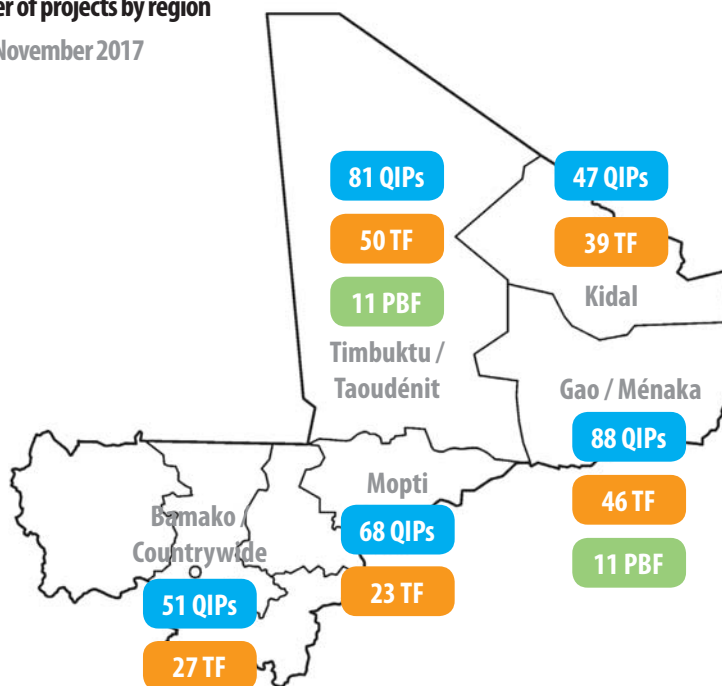 er of projects by region
November 2017
81 QIPs
50 TF
11 PBF
Timbuktu /
Taoudénit
47 QIPs
39 TF
Kidal
Gao / Ménaka
88 QIPs
46 TF
11 PBF
Mopti
68 QIPs
23 TF
Bamako /
Countrywide
51 QIPs
27 TF